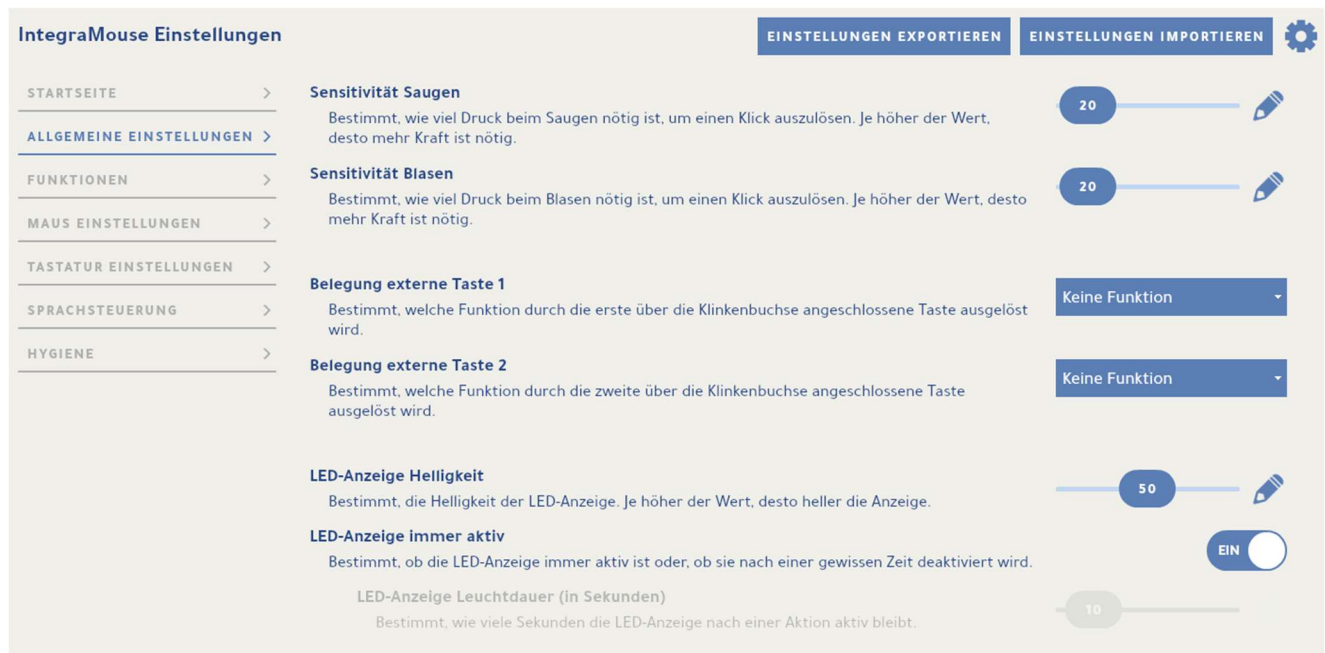 IntegraMouse Einstellungen
EINSTELLUNGEN EXPORTIEREN
EINSTELLUNGEN IMPORTIEREN
STARTSEITE
ALLGEMEINE EINSTELLUNGEN
FUNKTIONEN
MAUS EINSTELLUNGEN
TASTATUR EINSTELLUNGEN
SPRACHSTEUERUNG
HYGIENE
Sensitivität Saugen
Bestimmt, wie viel Druck beim Saugen nötig ist, um einen Klick auszulösen. Je höher der Wert,
desto mehr Kraft ist nötig.
20
Sensitivität Blasen
Bestimmt, wie viel Druck beim Blasen nötig ist, um einen Klick auszulösen. Je höher der Wert, desto
mehr Kraft ist nötig.
20
Belegung externe Taste 1
Bestimmt, welche Funktion durch die erste über die Klinkenbuchse angeschlossene Taste ausgelöst
wird.
Keine Funktion
Belegung externe Taste 2
Bestimmt, welche Funktion durch die zweite über die Klinkenbuchse angeschlossene Taste
ausgelöst wird.
Keine Funktion
LED-Anzeige Helligkeit
Bestimmt, die Helligkeit der LED-Anzeige. Je höher der Wert, desto heller die Anzeige.
50
LED-Anzeige immer aktiv
Bestimmt, ob die LED-Anzeige immer aktiv ist oder, ob sie nach einer gewissen Zeit deaktiviert wird.
EIN
LED-Anzeige Leuchtdauer (in Sekunden)
Bestimmt, wie viele Sekunden die LED-Anzeige nach einer Aktion aktiv bleibt.
10